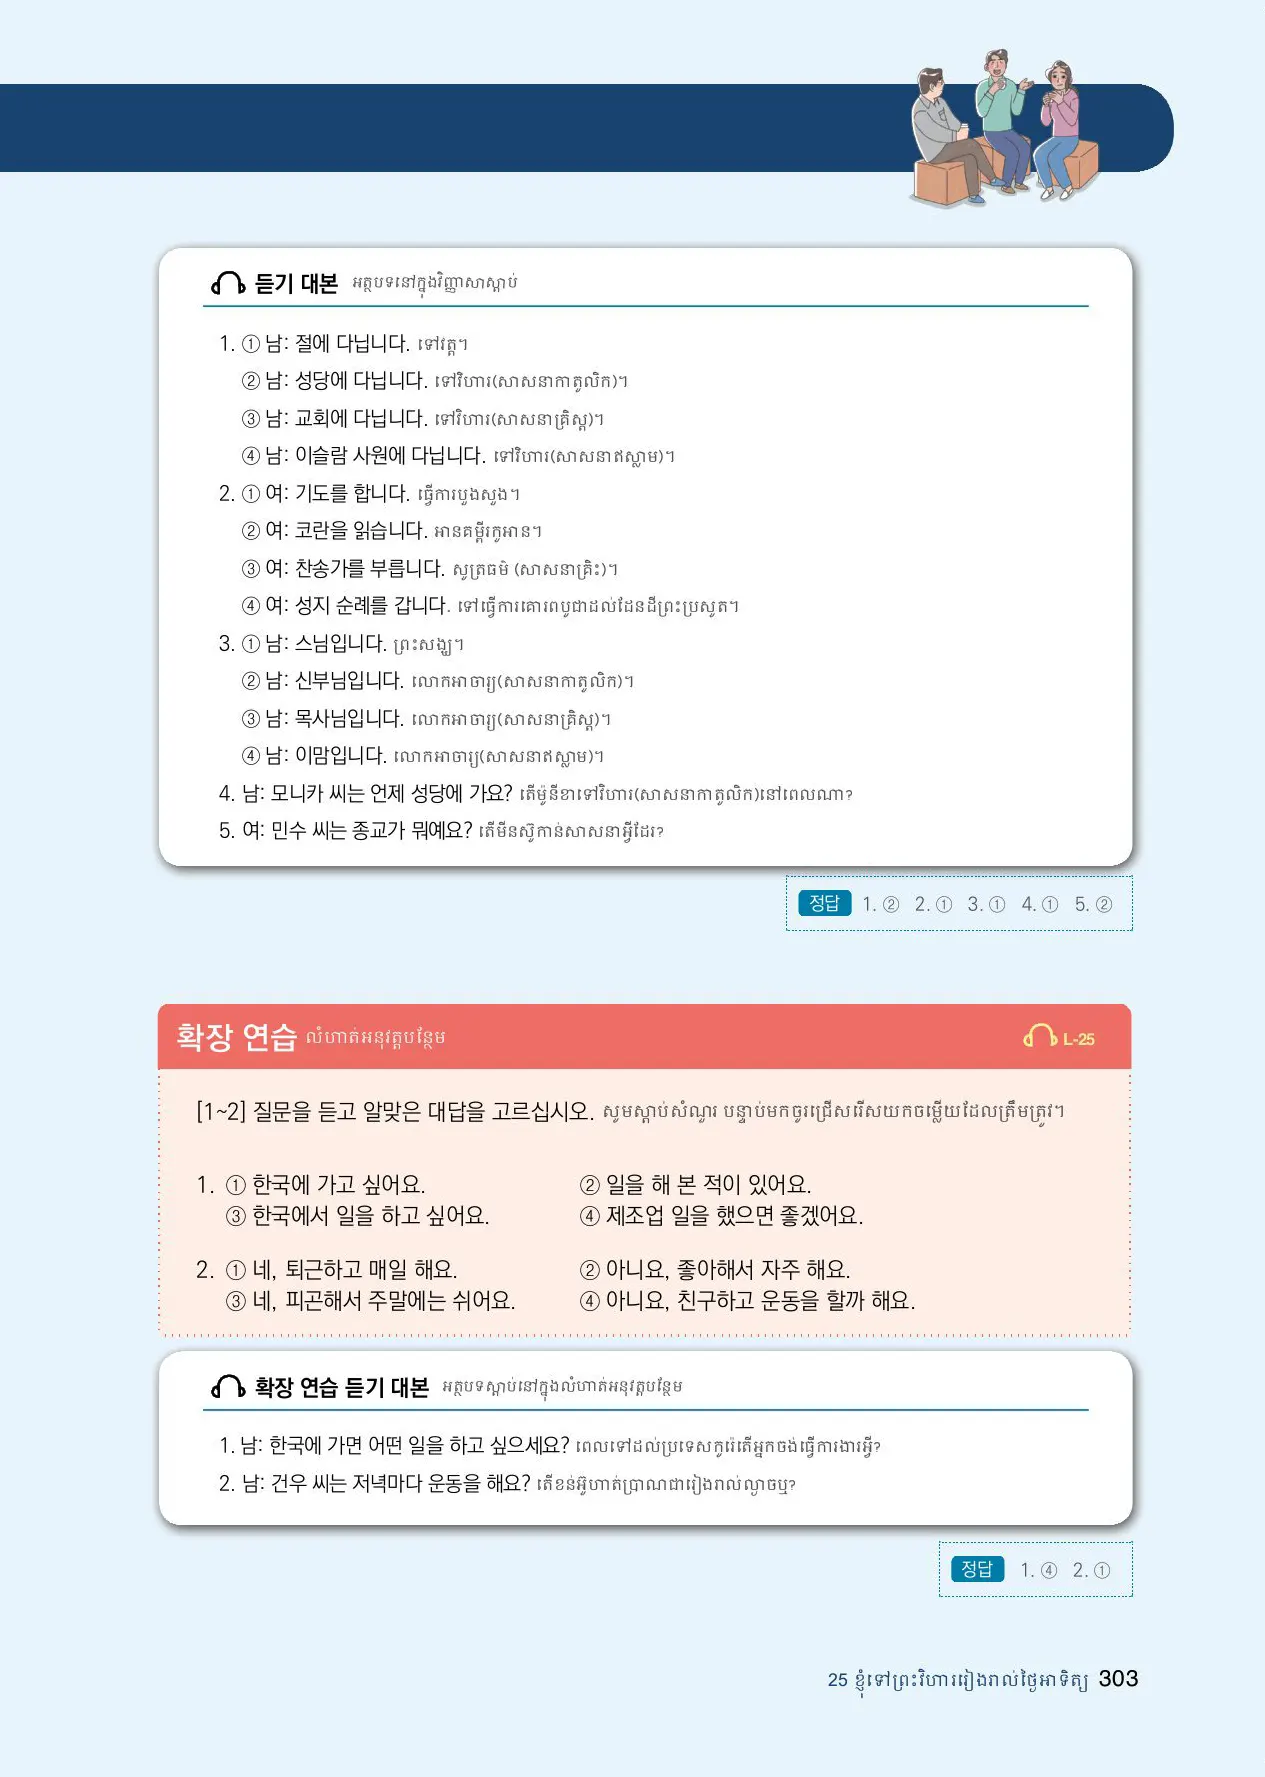 듣기 대본 អត្ថបទនៅក្នុងវិញ្ញាសាស្តាប់
1. ① 남: 절에 다닙니다. ទៅវត្ត។
② 남: 성당에 다닙니다. ទៅវិហារ(សាសនាកាតូលិក)។
③ 남: 교회에 다닙니다. ទៅវិហារ(សាសនាគ្រិស្ត)។
④ 남: 이슬람 사원에 다닙니다. ទៅវិហារ(សាសនាឥស្លាម)។
2. ① 여: 기도를 합니다. ធ្វើការបួងសួង។
② 여: 코란을 읽습니다. អានគម្ពីរកូអាន។
③ 여: 찬송가를 부릅니다. សូត្រធម៌ (សាសនាគ្រិះ)។
④ 여: 성지 순례를 갑니다. ទៅធ្វើការគោរពបូជាដល់ដែនដីព្រះប្រសូត។
3. ① 남: 스님입니다. ព្រះសង្ឃ។
② 남: 신부님입니다. លោកអាចារ្យ(សាសនាកាតូលិក)។
③ 남: 목사님입니다. លោកអាចារ្យ(សាសនាគ្រិស្ត)។
④ 남: 이맘입니다. លោកអាចារ្យ(សាសនាឥស្លាម)។
4. 남: 모니카 씨는 언제 성당에 가요? តើម៉ូនីខាទៅវិហារ(សាសនាកាតូលិក)នៅពេលណា?
5. 여: 민수 씨는 종교가 뭐예요? តើមីនស៊ូកាន់សាសនាអ្វីដែរ?
정답 1. ② 2. ① 3. ① 4. ① 5. ②
확장 연습 លំហាត់អនុវត្តបន្ថែម L-25
[1~2] 질문을 듣고 알맞은 대답을 고르십시오. សូមស្តាប់សំណួរ បន្ទាប់មកចូរជ្រើសរើសយកចម្លើយដែលត្រឹមត្រូវ។
1. ① 한국에 가고 싶어요. ② 일을 해 본 적이 있어요.
③ 한국에서 일을 하고 싶어요. ④ 제조업 일을 했으면 좋겠어요.
2. ① 네, 퇴근하고 매일 해요. ② 아니요, 좋아해서 자주 해요.
③ 네, 피곤해서 주말에는 쉬어요. ④ 아니요, 친구하고 운동을 할까 해요.
확장 연습 듣기 대본 អត្ថបទស្តាប់នៅក្នុងលំហាត់អនុវត្តបន្ថែម
1. 남: 한국에 가면 어떤 일을 하고 싶으세요? ពេលទៅដល់ប្រទេសកូរ៉េតើអ្នកចង់ធ្វើការងារអ្វី?
2. 남: 건우 씨는 저녁마다 운동을 해요? តើខន់អ៊ូហាត់ប្រាណជារៀងរាល់ល្ងាចឬ?
정답 1. ④ 2. ①
25 ខ្ញុំទៅព្រះវិហាររៀងរាល់ថ្ងៃអាទិត្យ 303